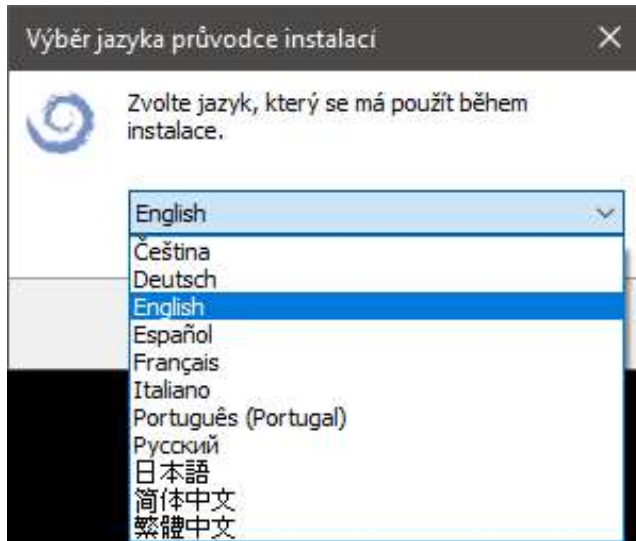 Výběr jazyka průvodce instalací
Zvolte jazyk, který se má použít během
instalace.
English
Čeština
Deutsch
English
Español
Français
Italiano
Português (Portugal)
Русский
日本語
简体中文
繁體中文